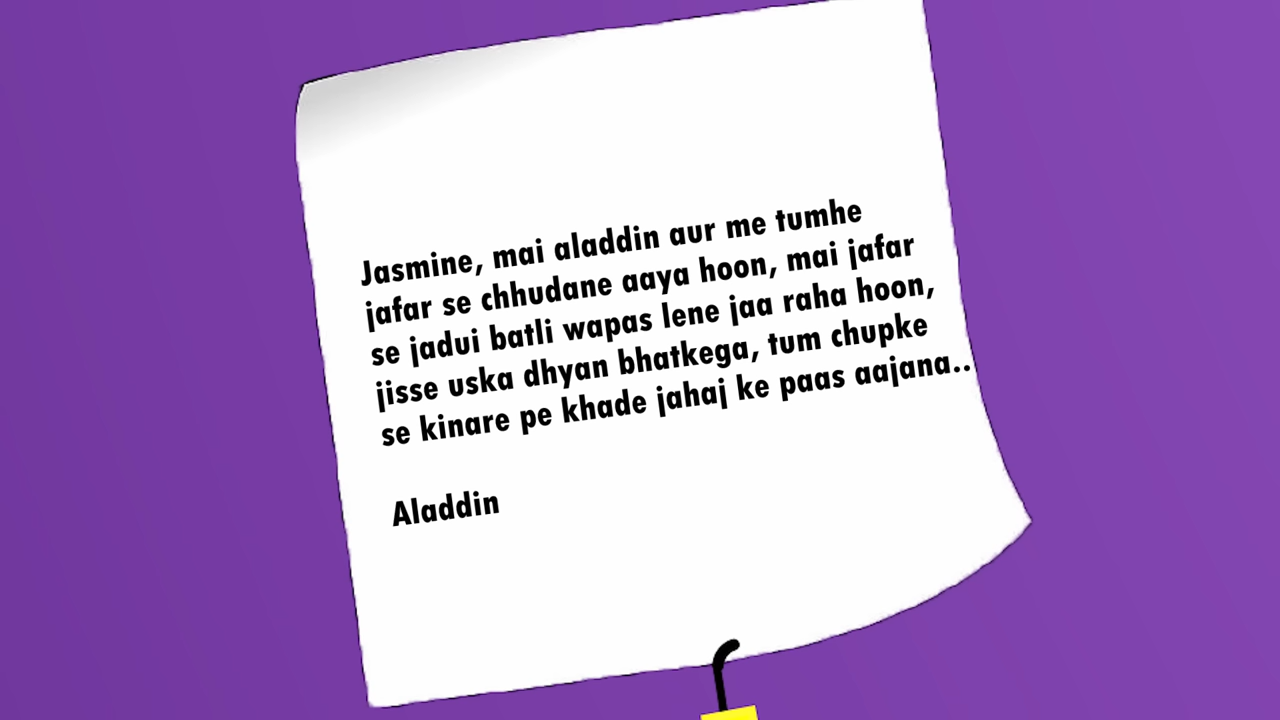 Jasmine, mai aladdin aur me tumhe
jafar se chhudane aaya hoon, mai jafar
se jadui batli wapas lene jaa raha hoon,
jisse uska dhyan bhatkega, tum chupke
se kinare pe khade jahaj ke paas aajana..
Aladdin